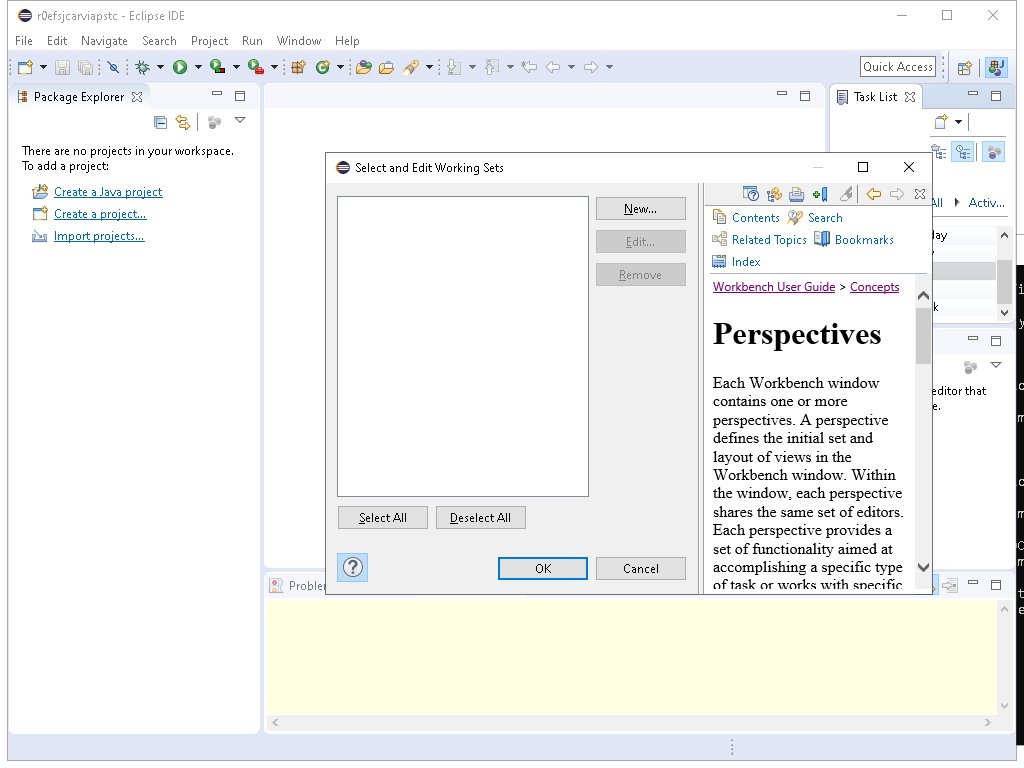 r0efsjcarviapstc - Eclipse IDE
File Edit Navigate Search Project Run Window Help
Quick Access
Package Explorer
Task List
There are no projects in your workspace.
To add a project:
Create a Java project
Create a project...
Import projects...
Select and Edit Working Sets
New...
Edit...
Remove
Select All
Deselect All
OK
Cancel
Contents
Search
Related Topics
Bookmarks
Index
Workbench User Guide > Concepts
Perspectives
Each Workbench window
contains one or more
perspectives. A perspective
defines the initial set and
layout of views in the
Workbench window. Within
the window, each perspective
shares the same set of editors.
Each perspective provides a
set of functionality aimed at
accomplishing a specific type
of task or works with specific
All
Activ...
lay
k
editor that
e.
Problem